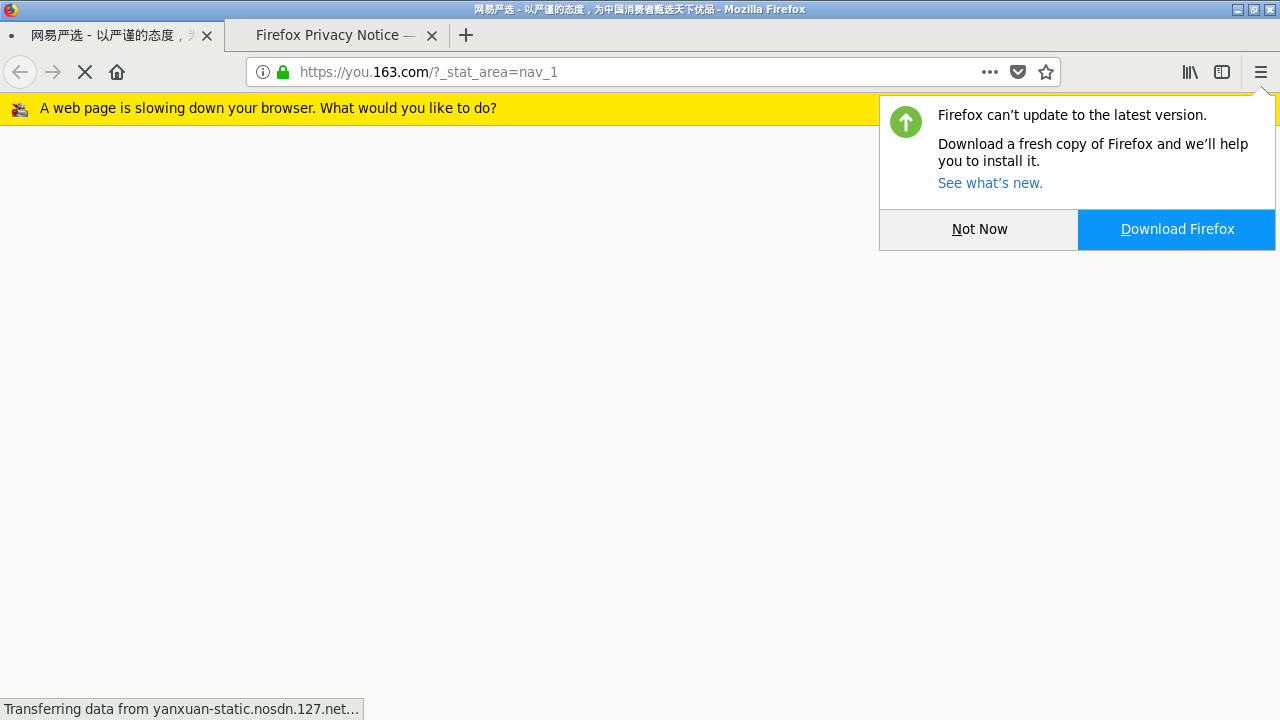 网易严选 - 以严谨的态度，为中国消费者甄选天下优品 - Mozilla Firefox
网易严选 - 以严谨的态度，
Firefox Privacy Notice —
https://you.163.com/?_stat_area=nav_1
A web page is slowing down your browser. What would you like to do?
Firefox can’t update to the latest version.
Download a fresh copy of Firefox and we’ll help
you to install it.
See what’s new.
Not Now
Download Firefox
Transferring data from yanxuan-static.nosdn.127.net…